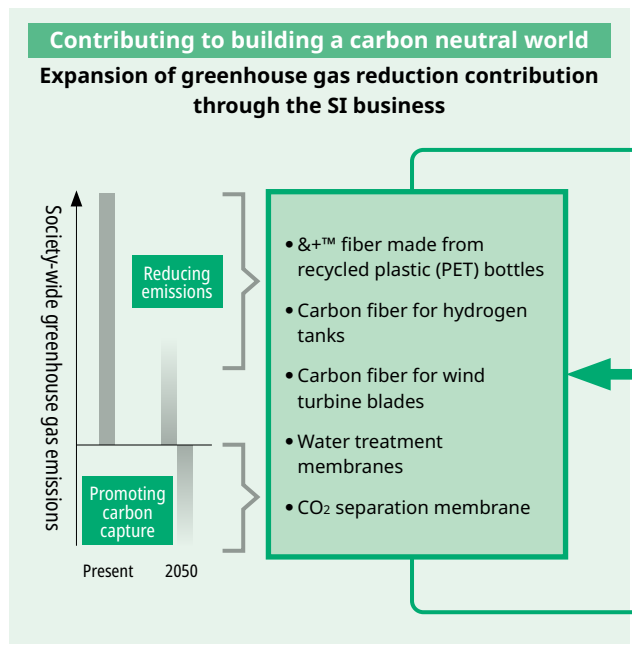 Contributing to building a carbon neutral world
Expansion of greenhouse gas reduction contribution
through the SI business
Society-wide greenhouse gas emissions
Reducing
emissions
Promoting
carbon
capture
Present
2050
• &+™ fiber made from
recycled plastic (PET) bottles
• Carbon fiber for hydrogen
tanks
• Carbon fiber for wind
turbine blades
• Water treatment
membranes
• CO₂ separation membrane